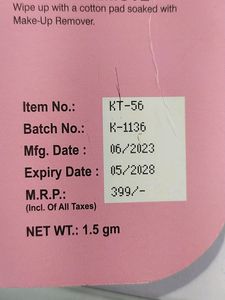 Wipe up with a cotton pad soaked with
Make-Up Remover.
Item No.: KT-56
Batch No.: K-1136
Mfg. Date : 06/2023
Expiry Date : 05/2028
M.R.P.: 399/-
(Incl. Of All Taxes)
NET WT.: 1.5 gm